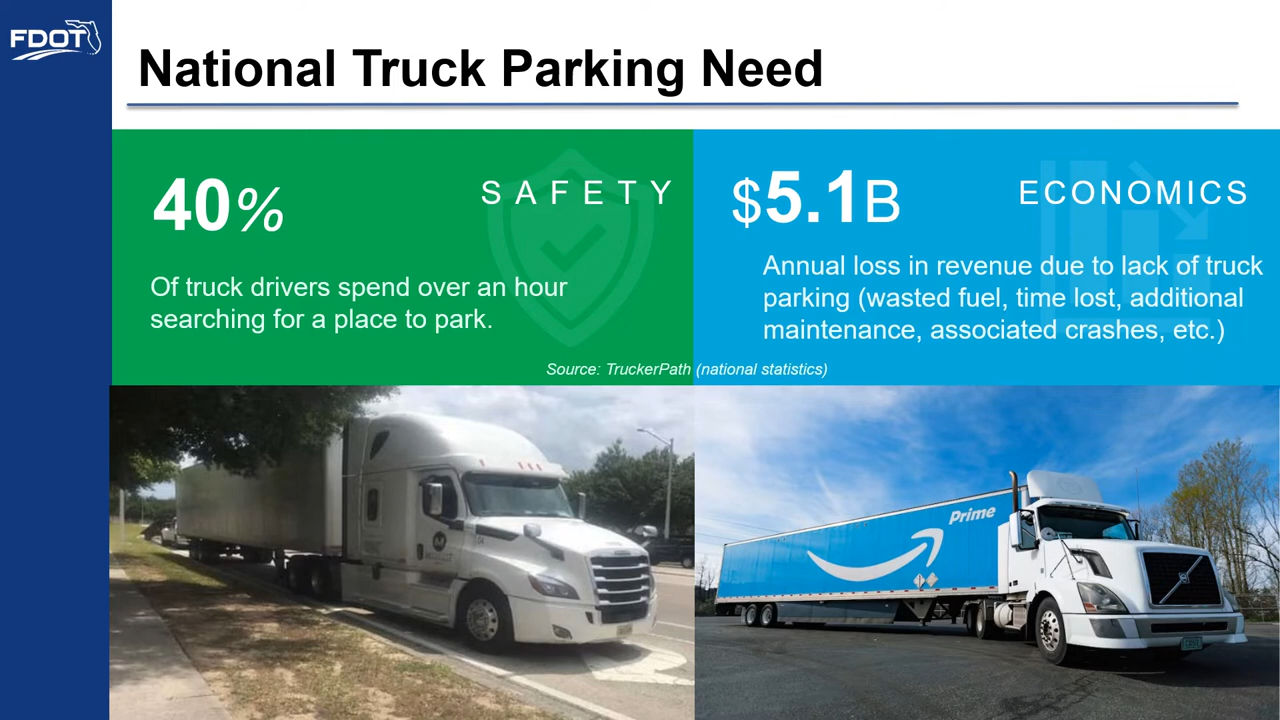 FDOT
National Truck Parking Need
40%
SAFETY
Of truck drivers spend over an hour
searching for a place to park.
$5.1B
ECONOMICS
Annual loss in revenue due to lack of truck
parking (wasted fuel, time lost, additional
maintenance, associated crashes, etc.)
Source: TruckerPath (national statistics)
Prime